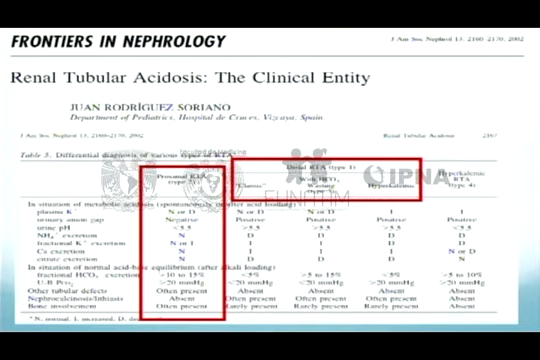 FRONTIERS IN NEPHROLOGY
J Am Soc Nephrol 13: 2160–2170, 2002
Renal Tubular Acidosis: The Clinical Entity
JUAN RODRÍGUEZ SORIANO
Department of Pediatrics, Hospital de Cruces, Vizcaya, Spain
J Am Soc Nephrol 13: 2160–2170, 2002
Renal Tubular Acidosis
IPNA
Table 3. Differential diagnosis of various types of RTA
Distal RTA (type 1)
Proximal RTA
With HCO₃
Hyperkalemic
"Classic"
Wasting
Hyperkalemic
RTA
(type 4)
In situation of metabolic acidosis (spontaneously or after acid loading)
plasma K⁺ N or D N or D N or D I I
urinary anion gap Negative Positive Positive Positive Positive
urine pH <5.5 >5.5 >5.5 >5.5 <5.5
NH₄⁺ excretion N D D D D
fractional K⁺ excretion N or I I I D D
Ca excretion N I I I N or D
citrate excretion N D D D N
In situation of normal acid-base equilibrium (after alkali loading)
fractional HCO₃ excretion >10 to 15% <5% >5 to 15% <5% >5 to 10%
>20 mmHg <20 mmHg <20 mmHg >20 mmHg <20 mmHg
Other tubular defects Often present Absent Absent Absent Absent
Nephrocalcinosis/lithiasis Absent Often present Often present Often present Absent
Bone involvement Often present Rarely present Rarely present Rarely present Absent
N, normal; I, increased; D,